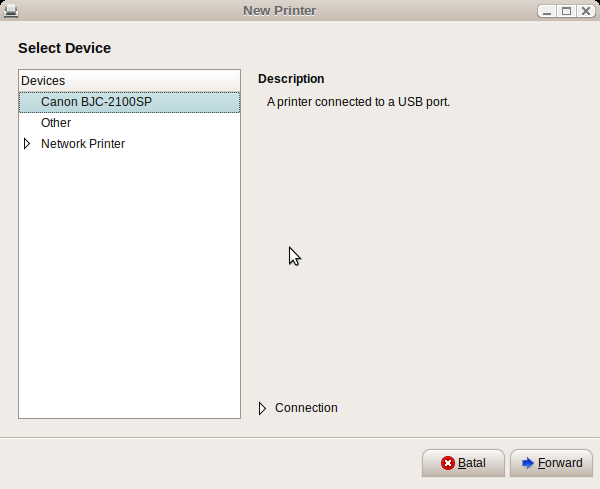 New Printer
Select Device
Devices
Canon BJC-2100SP
Other
Network Printer
Description
A printer connected to a USB port.
Connection
Batal
Forward